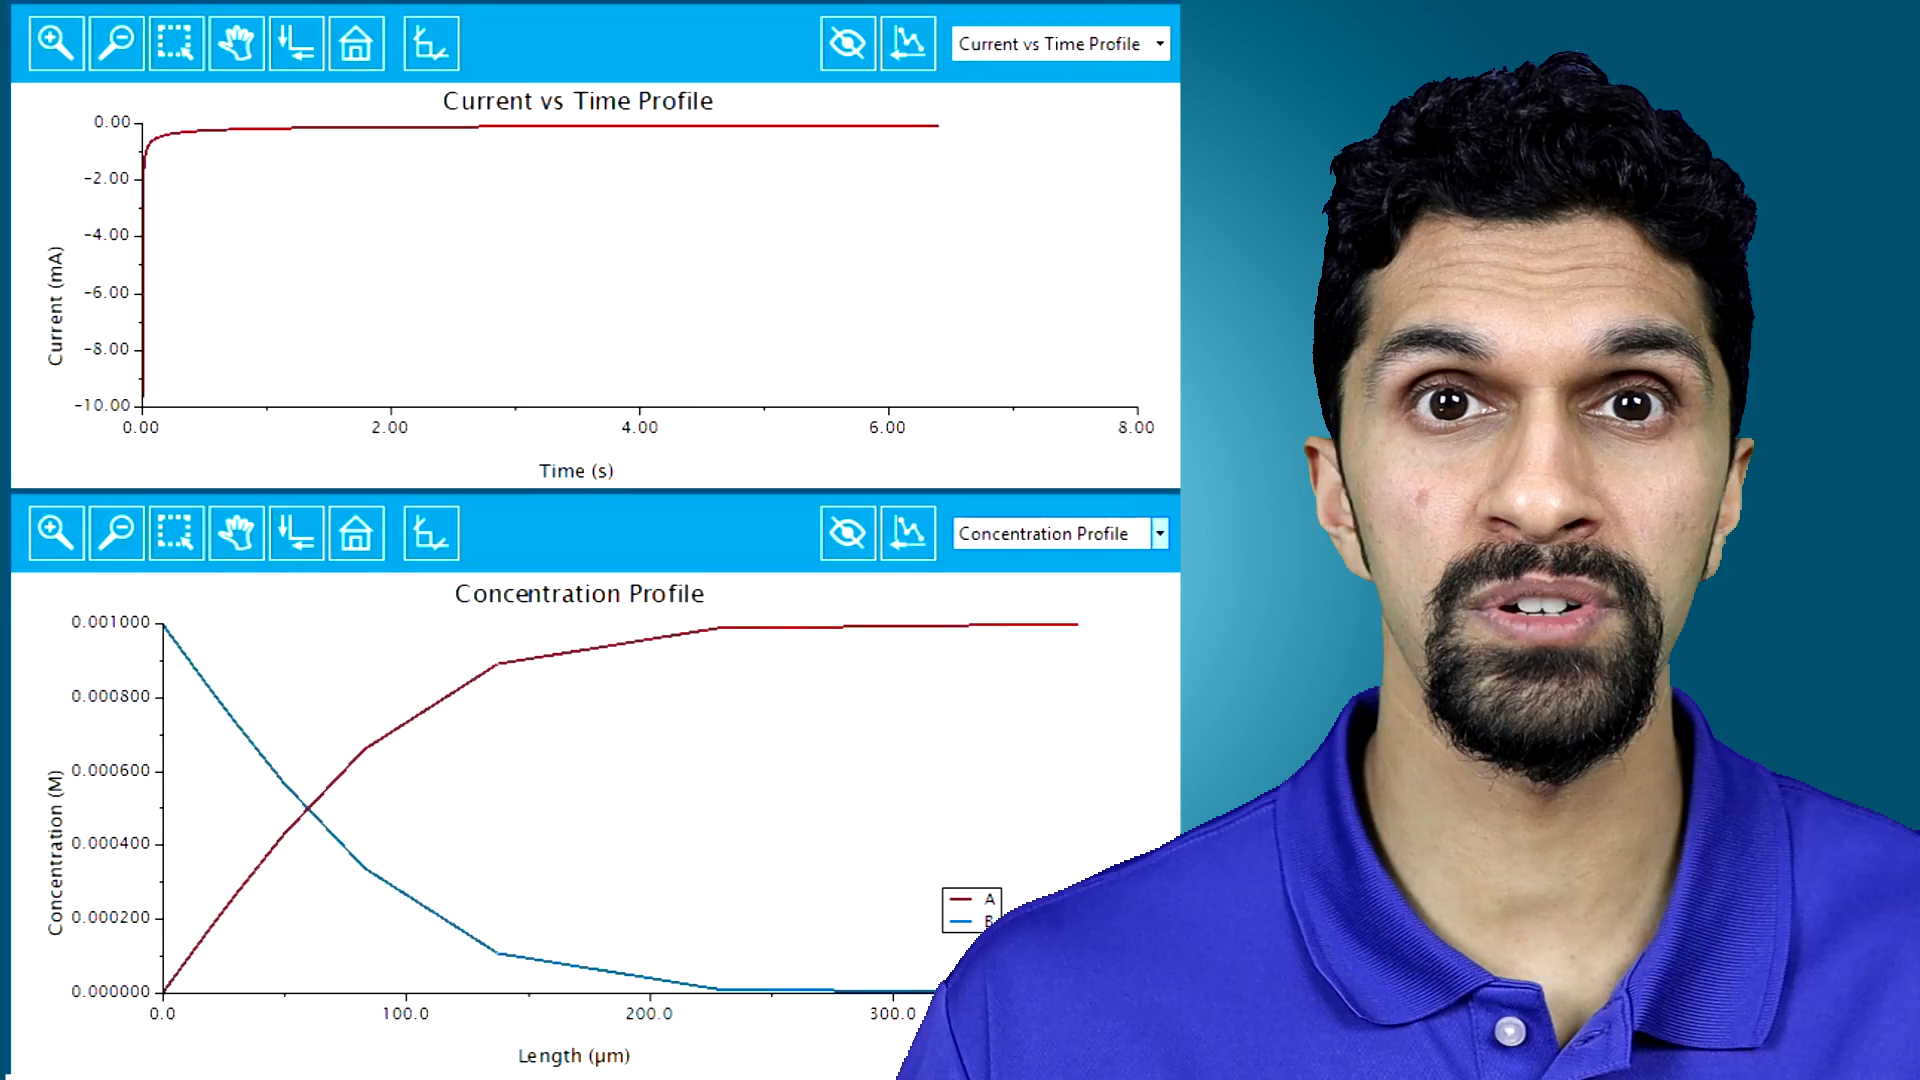 Current vs Time Profile
Current vs Time Profile
0.00
-2.00
-4.00
-6.00
-8.00
-10.00
Current (mA)
0.00 2.00 4.00 6.00 8.00
Time (s)
Concentration Profile
Concentration Profile
0.001000
0.000800
0.000600
0.000400
0.000200
0.000000
Concentration (M)
A
B
0.0 100.0 200.0 300.0
Length (µm)